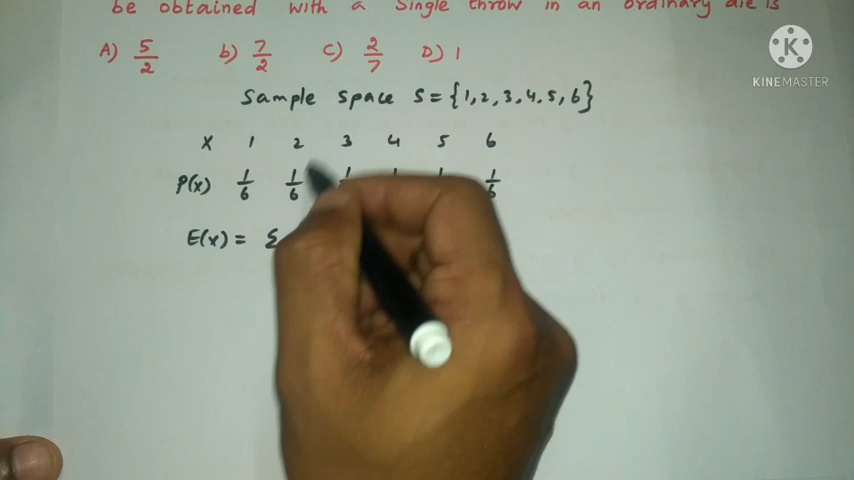 be obtained with a single throw in an ordinary die is
A) 5/2 b) 7/2 C) 2/7 D) 1
Sample space S={1,2,3,4,5,6}
X 1 2 3 4 5 6
P(x) 1/6 1/6 1/6
E(x) = Σ
KINEMASTER